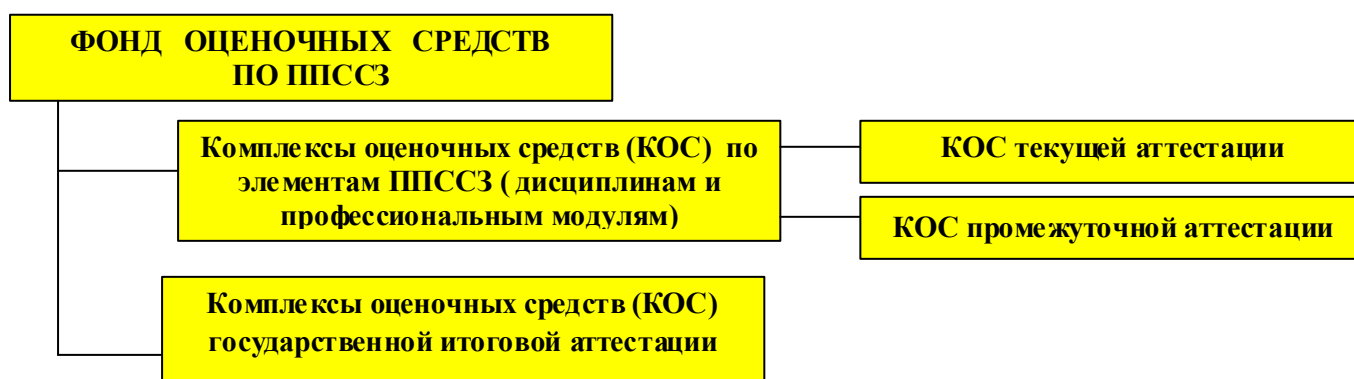 ФОНД ОЦЕНОЧНЫХ СРЕДСТВ
ПО ППССЗ
Комплексы оценочных средств (КОС) по
элементам ППССЗ ( дисциплинам и
профессиональным модулям)
КОС текущей аттестации
КОС промежуточной аттестации
Комплексы оценочных средств (КОС)
государственной итоговой аттестации